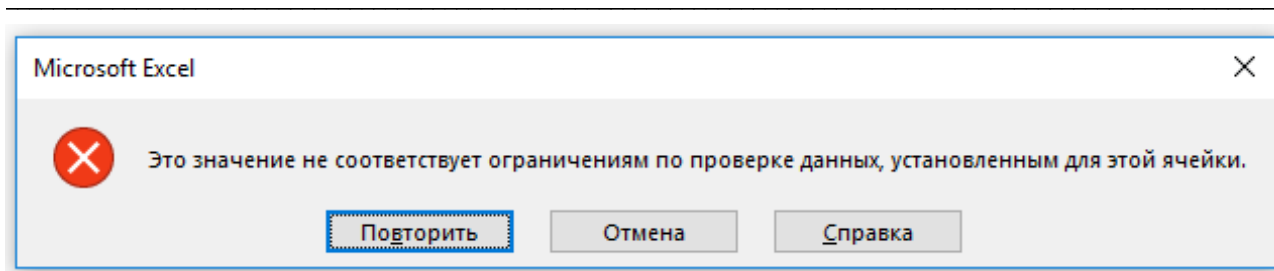 Microsoft Excel
Это значение не соответствует ограничениям по проверке данных, установленным для этой ячейки.
Повторить Отмена Справка